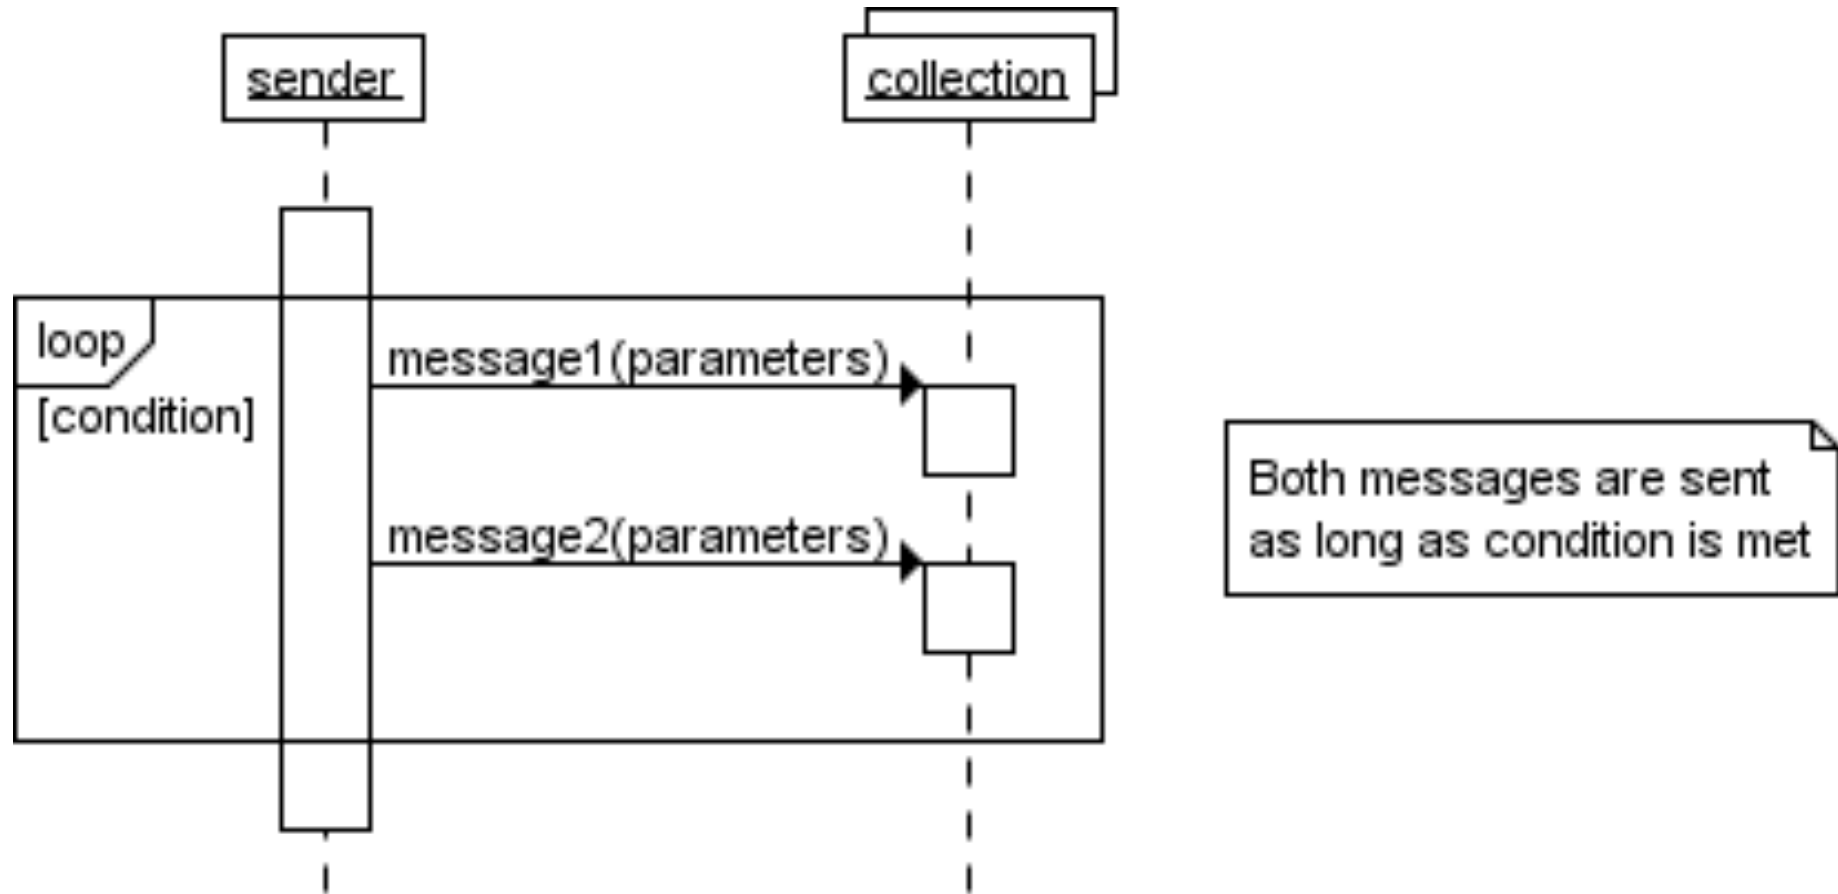 sender
collection
loop
[condition]
message1(parameters)
message2(parameters)
Both messages are sent
as long as condition is met